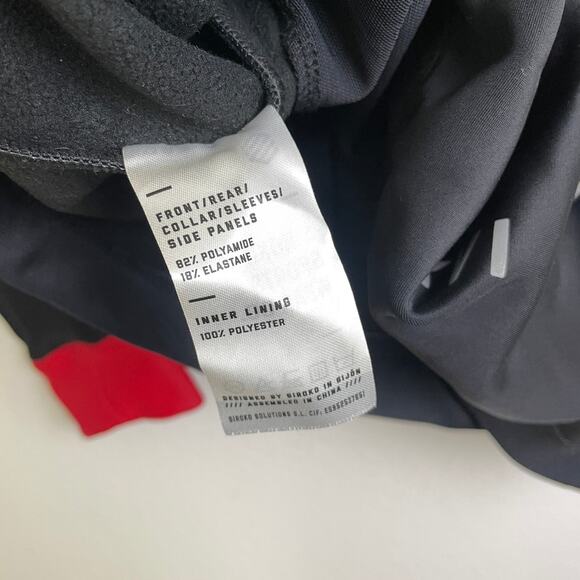 FRONT/REAR/
COLLAR/SLEEVES/
SIDE PANELS
82% POLYAMIDE
18% ELASTANE
INNER LINING
100% POLYESTER
DESIGNED BY SIROKO IN GIJÓN
//// ASSEMBLED IN CHINA ////
SIROKO SOLUTIONS S.L. CIF: ESB52537651